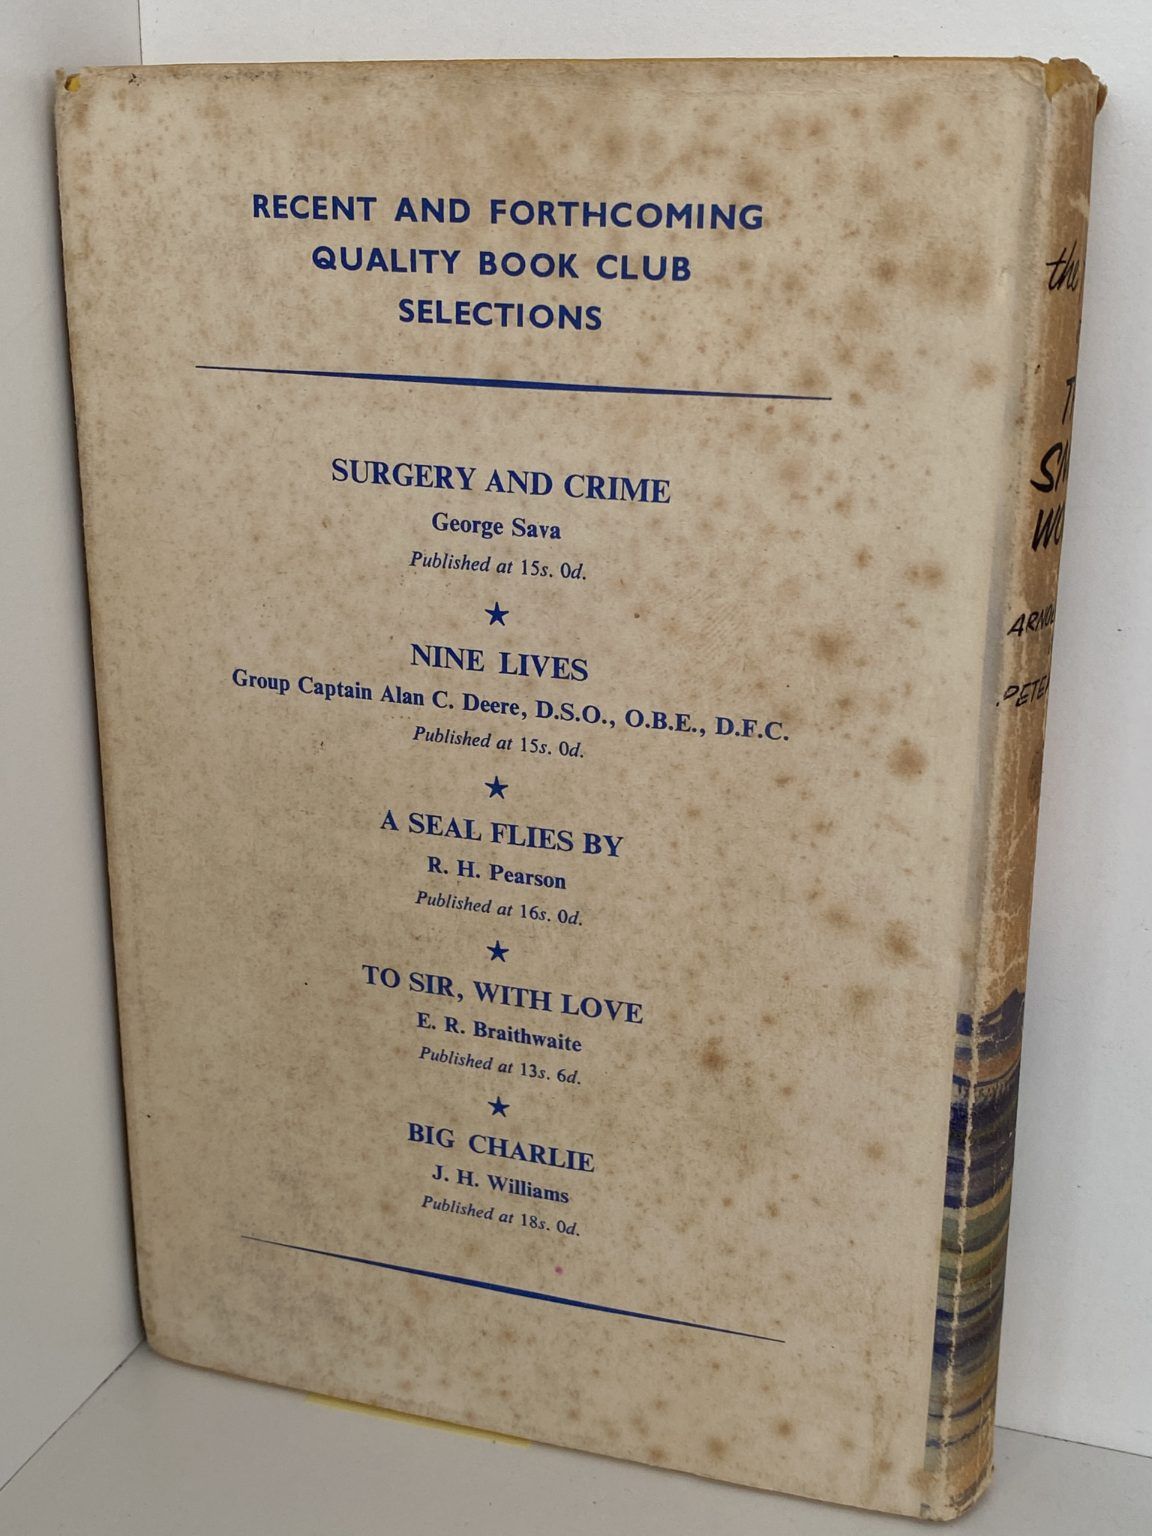 RECENT AND FORTHCOMING
QUALITY BOOK CLUB
SELECTIONS
SURGERY AND CRIME
George Sava
Published at 15s. 0d.
★
NINE LIVES
Group Captain Alan C. Deere, D.S.O., O.B.E., D.F.C.
Published at 15s. 0d.
★
A SEAL FLIES BY
R. H. Pearson
Published at 16s. 0d.
★
TO SIR, WITH LOVE
E. R. Braithwaite
Published at 13s. 6d.
★
BIG CHARLIE
J. H. Williams
Published at 18s. 0d.
the